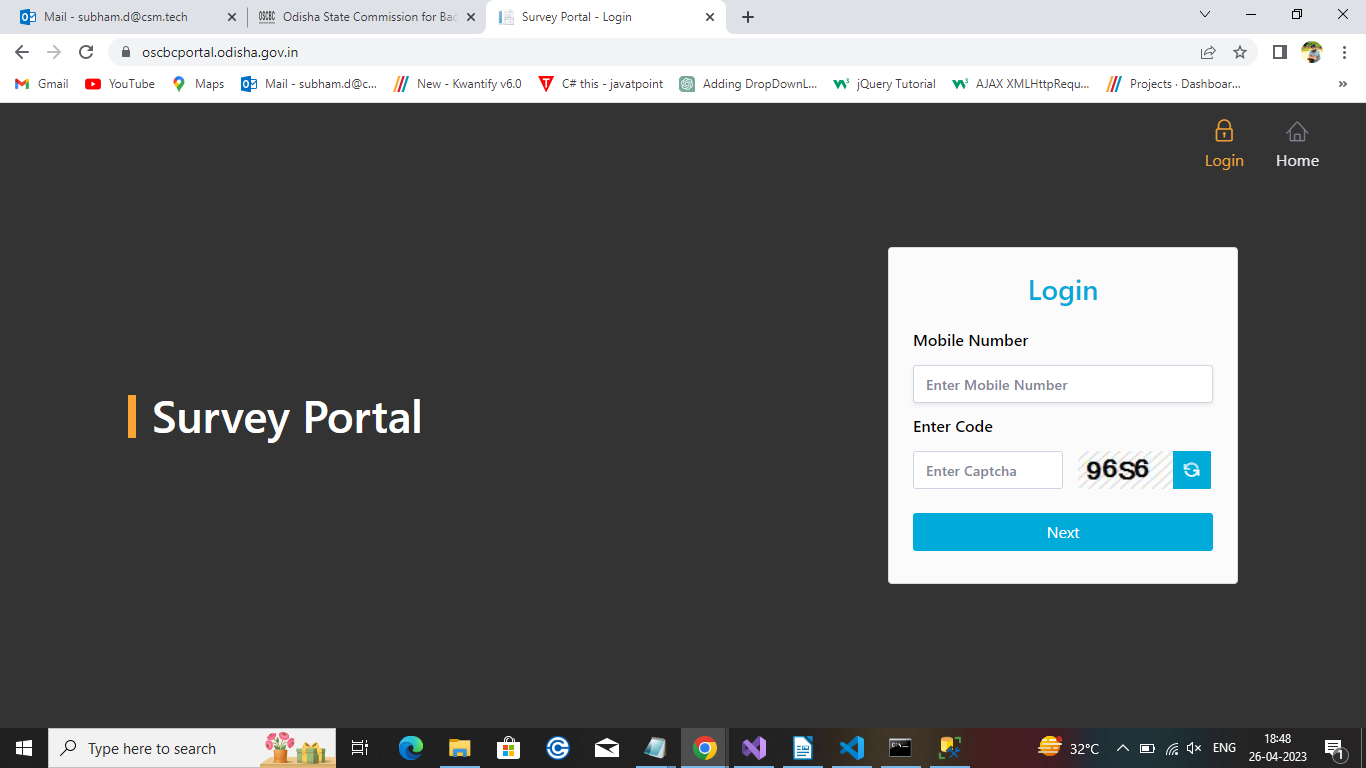 Mail - subham.d@csm.tech
OSCBC Odisha State Commission for Bac
Survey Portal - Login
oscbcportal.odisha.gov.in
Gmail
YouTube
Maps
Mail - subham.d@c...
New - Kwantify v6.0
C# this - javatpoint
Adding DropDownL...
jQuery Tutorial
AJAX XMLHttpRequ...
Projects · Dashboar...
»
Login
Home
Survey Portal
Login
Mobile Number
Enter Mobile Number
Enter Code
Enter Captcha
96S6
Next
Type here to search
32°C
ENG
18:48
26-04-2023
1